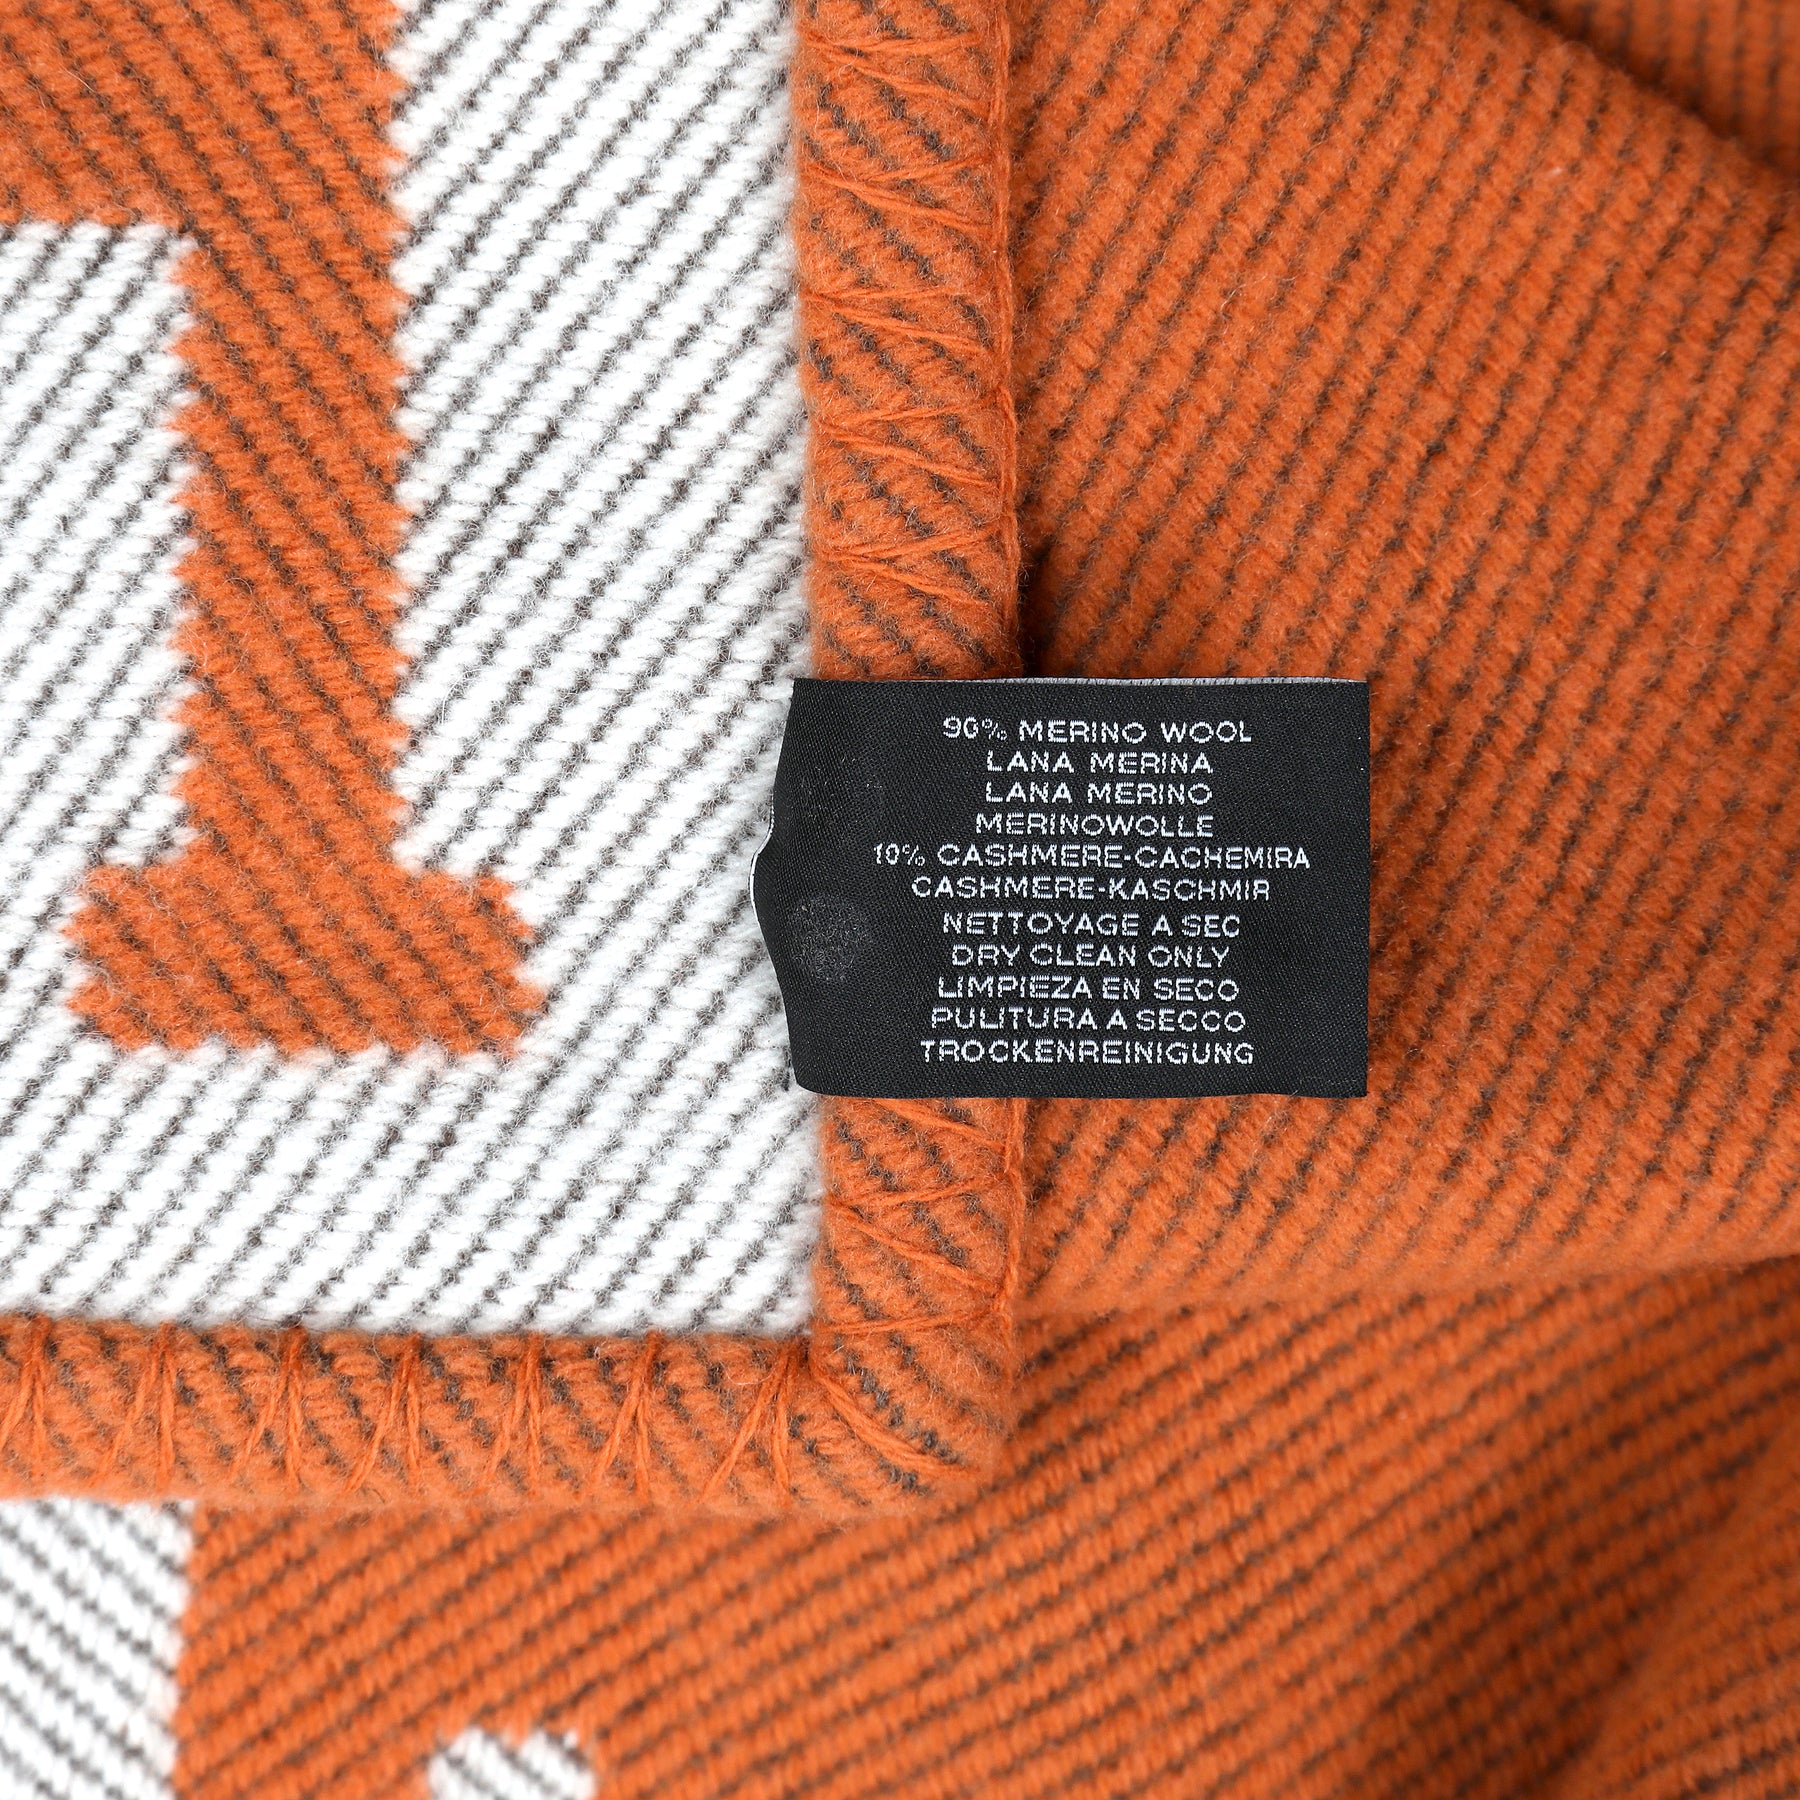 90% MERINO WOOL
LANA MERINA
LANA MERINO
MERINOWOLLE
10% CASHMERE-CACHEMIRA
CASHMERE-KASCHMIR
NETTOYAGE A SEC
DRY CLEAN ONLY
LIMPIEZA EN SECO
PULITURA A SECCO
TROCKENREINIGUNG